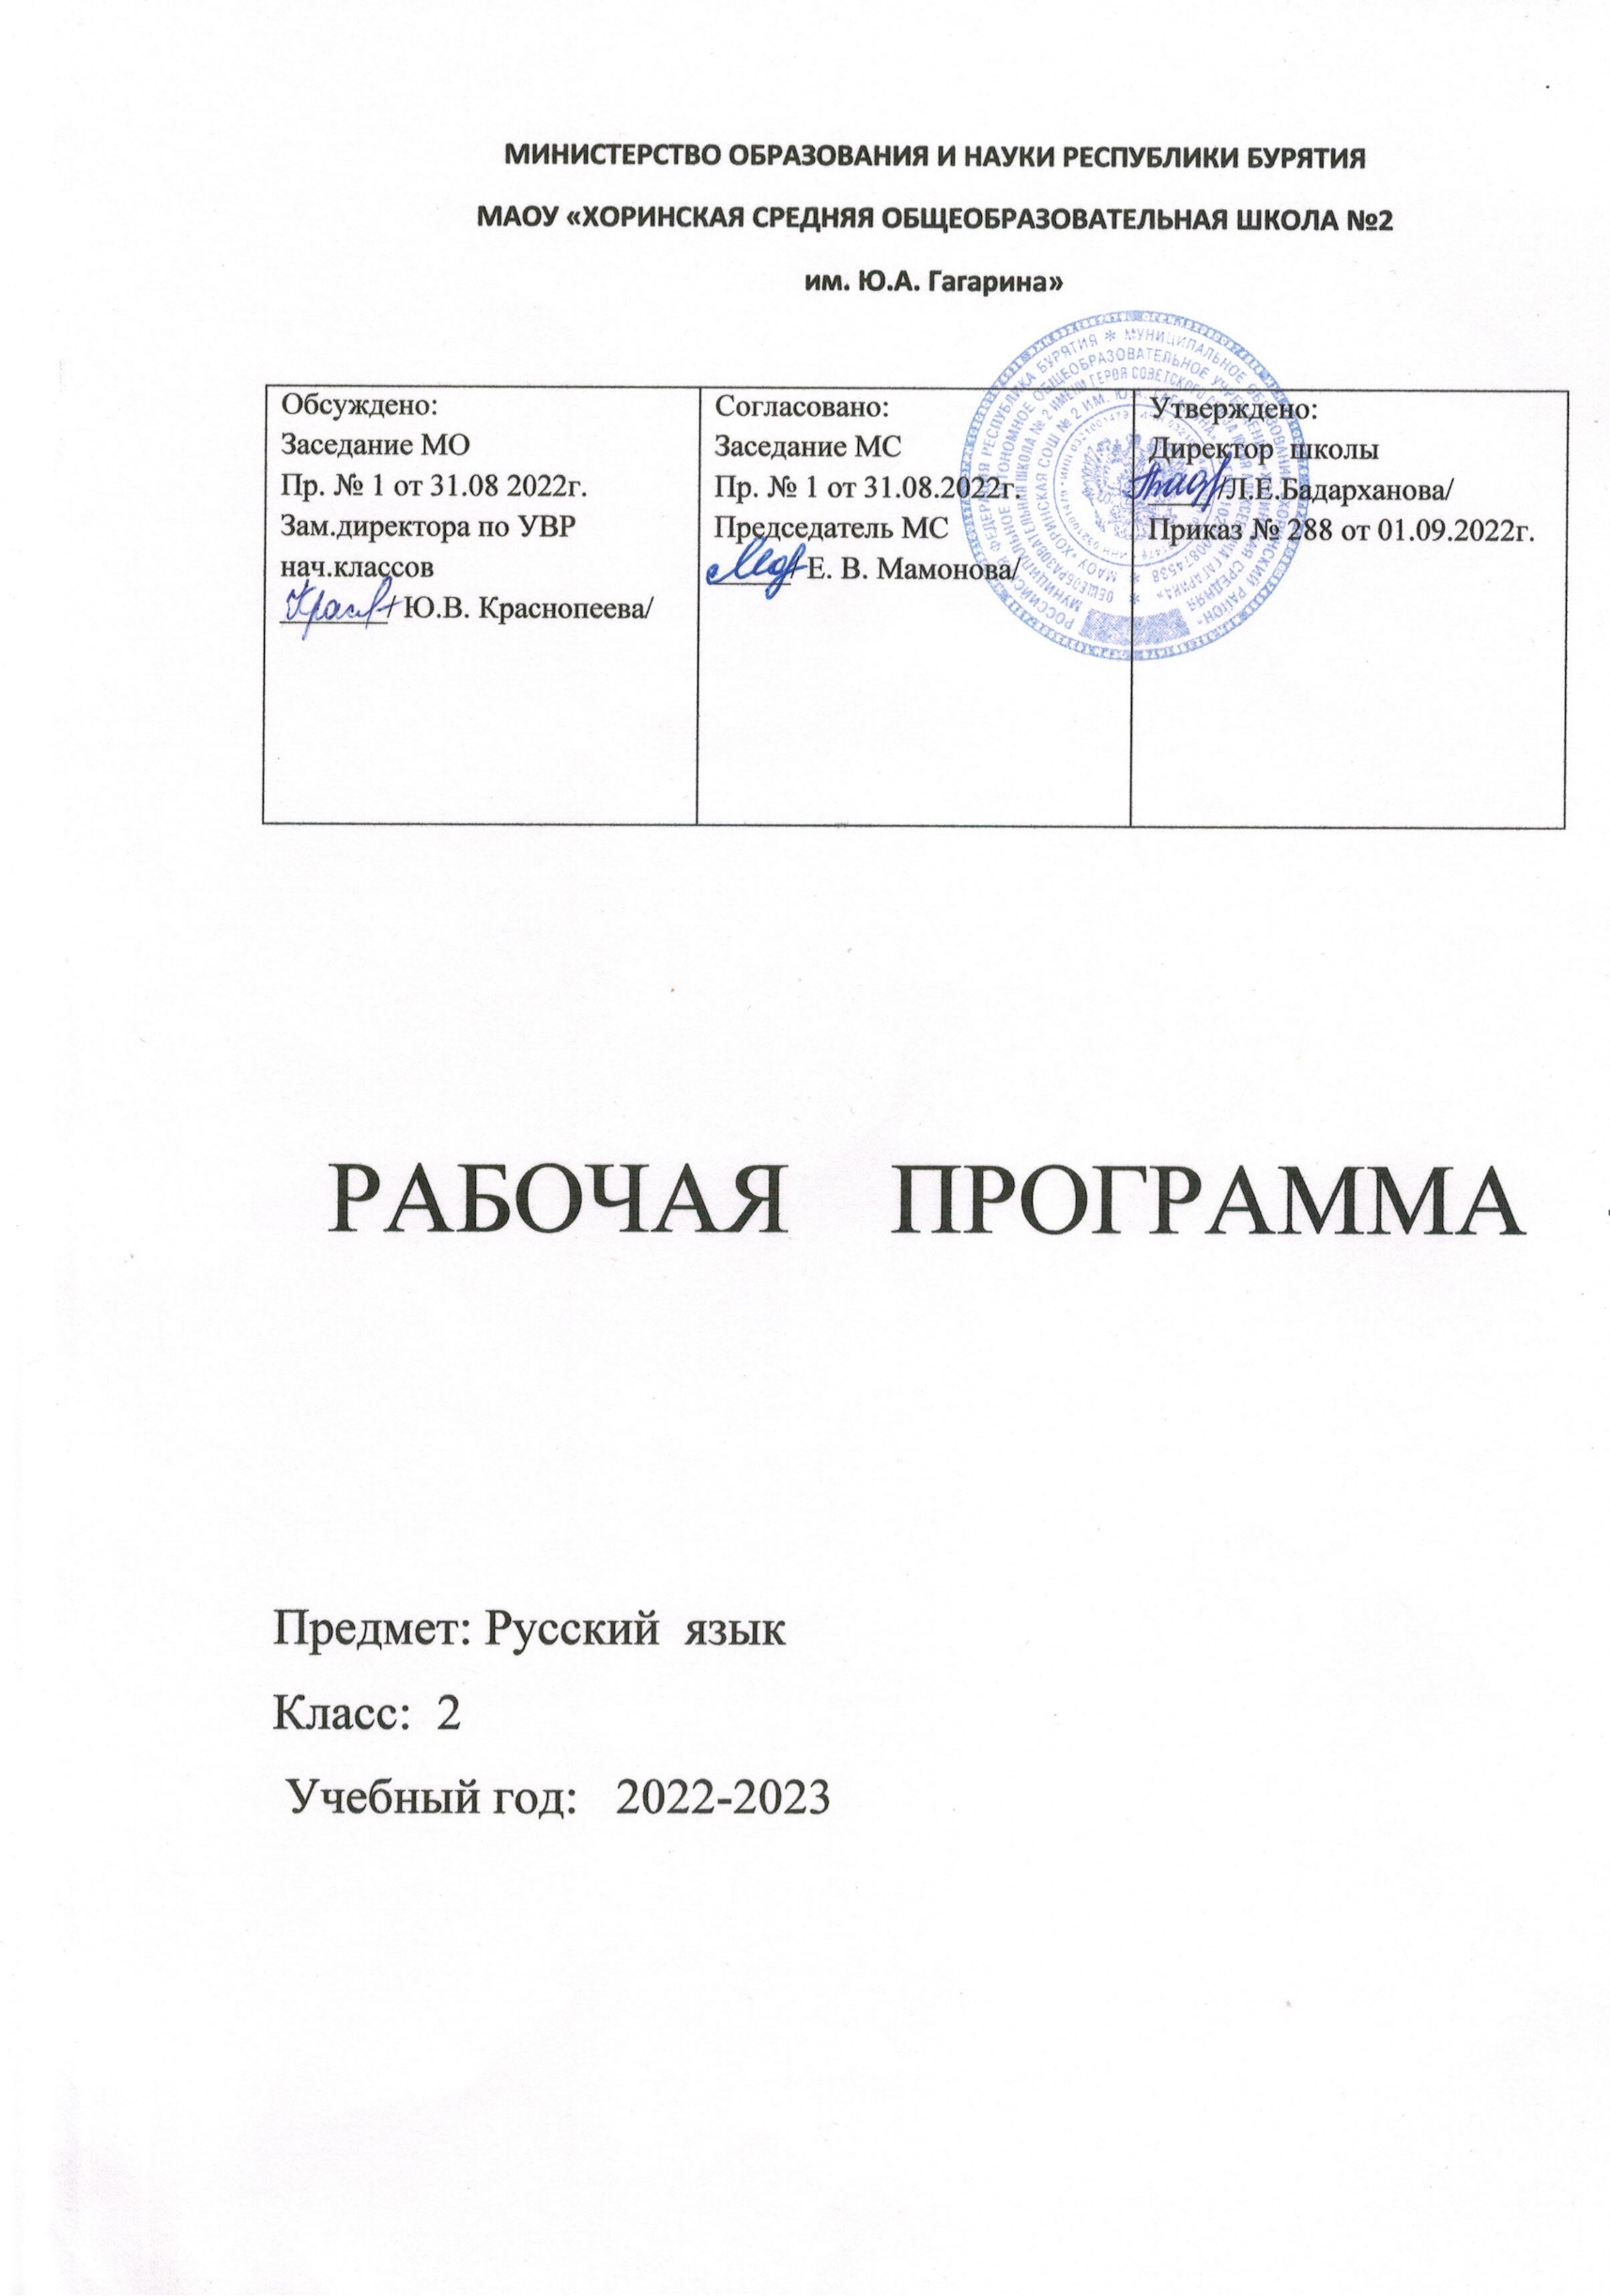 МИНИСТЕРСТВО ОБРАЗОВАНИЯ И НАУКИ РЕСПУБЛИКИ БУРЯТИЯ
МАОУ «ХОРИНСКАЯ СРЕДНЯЯ ОБЩЕОБРАЗОВАТЕЛЬНАЯ ШКОЛА №2
им. Ю.А. Гагарина»
Обсуждено:
Заседание МО
Пр. № 1 от 31.08 2022г.
Зам.директора по УВР
нач.классов
/ Ю.В. Краснопеева/
Согласовано:
Заседание МС
Пр. № 1 от 31.08.2022г.
Председатель МС
/ Е. В. Мамонова/
Утверждено:
Директор школы
/Л.Е.Бадарханова/
Приказ № 288 от 01.09.2022г.
РАБОЧАЯ ПРОГРАММА
Предмет: Русский язык
Класс: 2
Учебный год: 2022-2023